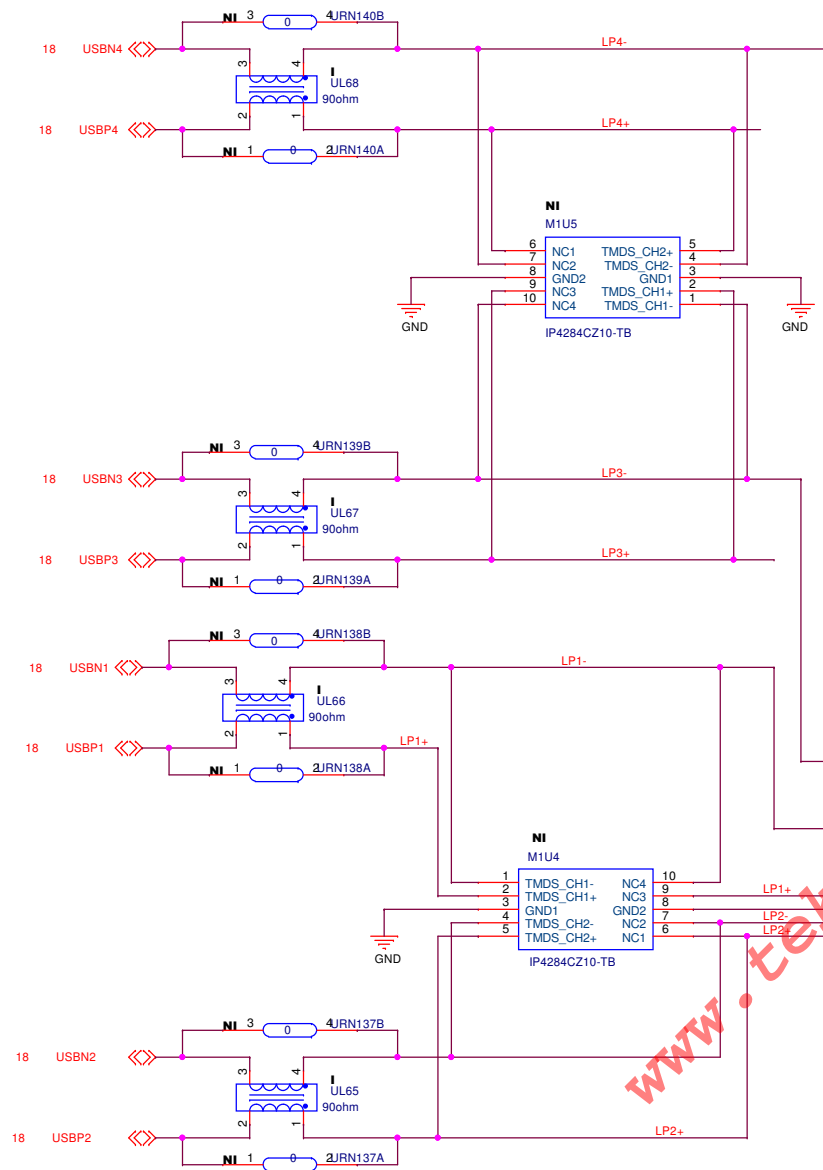 NI 3 0 4 URN140B
18 USBN4 LP4-
3 4
I
UL68
90ohm
2 1
18 USBP4 LP4+
NI 1 0 2 URN140A
NI
M1U5
6 NC1 TMDS_CH2+ 5
7 NC2 TMDS_CH2- 4
8 GND2 GND1 3
9 NC3 TMDS_CH1+ 2
10 NC4 TMDS_CH1- 1
GND GND
IP4284CZ10-TB
NI 3 0 4 URN139B
18 USBN3 LP3-
3 4
I
UL67
90ohm
2 1
18 USBP3 LP3+
NI 1 0 2 URN139A
NI 3 0 4 URN138B
18 USBN1 LP1-
3 4
I
UL66
90ohm
2 1
18 USBP1 LP1+
NI 1 0 2 URN138A
NI
M1U4
1 TMDS_CH1- NC4 10
2 TMDS_CH1+ NC3 9 LP1+
3 GND1 GND2 8
4 TMDS_CH2- NC2 7 LP2-
5 TMDS_CH2+ NC1 6 LP2+
GND
IP4284CZ10-TB
NI 3 0 4 URN137B
18 USBN2
3 4
I
UL65
90ohm
2 1
18 USBP2 LP2+
NI 1 0 2 URN137A